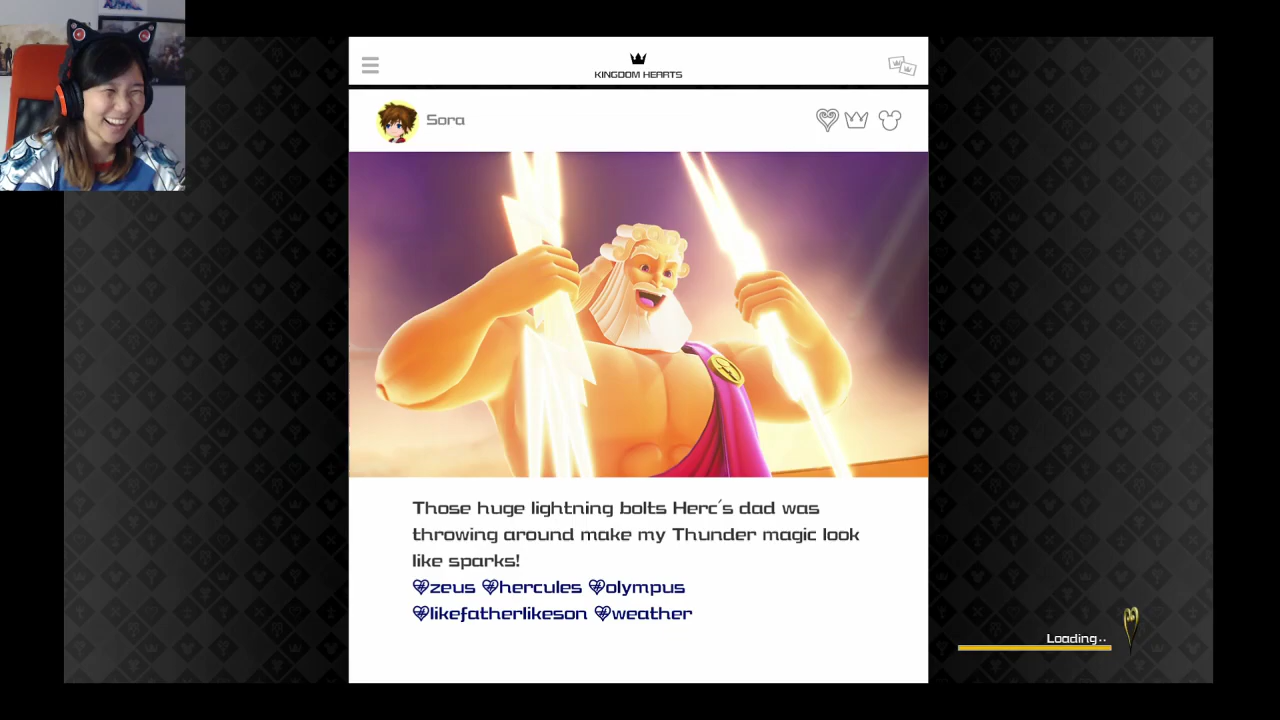 KINGDOM HEARTS
Sora
Those huge lightning bolts Herc's dad was
throwing around make my Thunder magic look
like sparks!
zeus hercules olympus
likefatherlikeson weather
Loading..